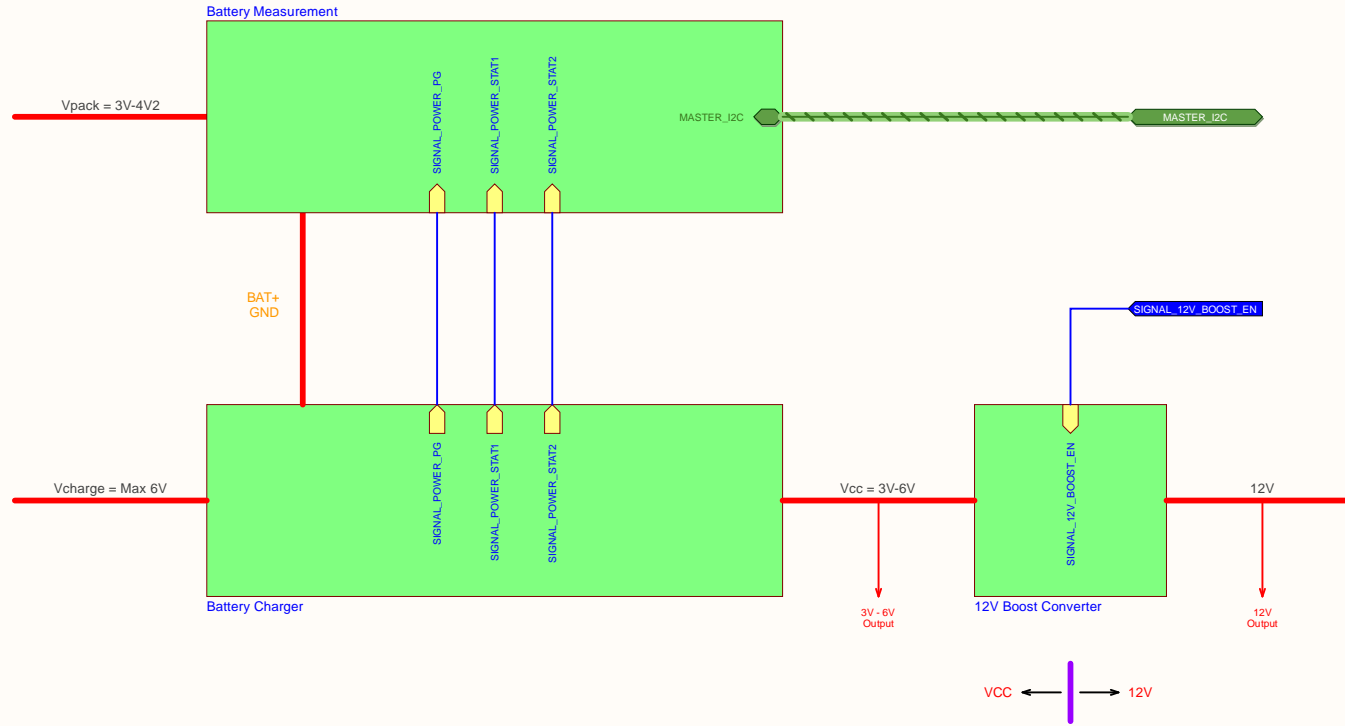 Battery Measurement
Vpack = 3V-4V2
SIGNAL_POWER_PG
SIGNAL_POWER_STAT1
SIGNAL_POWER_STAT2
MASTER_I2C
MASTER_I2C
BAT+
GND
SIGNAL_12V_BOOST_EN
Vcharge = Max 6V
SIGNAL_POWER_PG
SIGNAL_POWER_STAT1
SIGNAL_POWER_STAT2
Vcc = 3V-6V
SIGNAL_12V_BOOST_EN
12V
Battery Charger
3V - 6V
Output
12V Boost Converter
12V
Output
VCC
12V